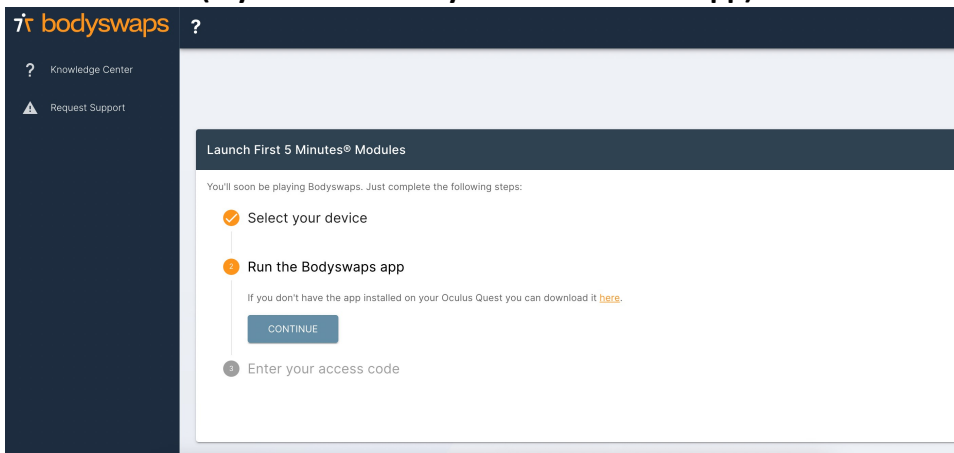 bodyswaps
?
? Knowledge Center
Request Support
Launch First 5 Minutes® Modules
You'll soon be playing Bodyswaps. Just complete the following steps:
Select your device
2 Run the Bodyswaps app
If you don't have the app installed on your Oculus Quest you can download it here.
CONTINUE
3 Enter your access code